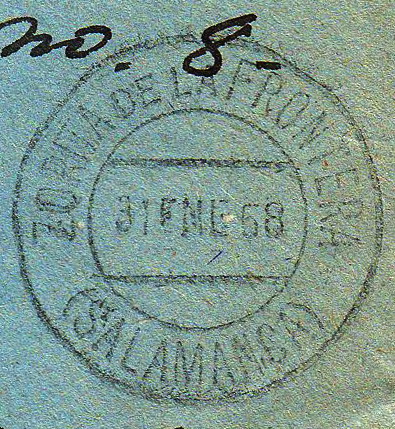 no. 8-
ZORITA DE LA FRONTERA
31 ENE 68
(SALAMANCA)